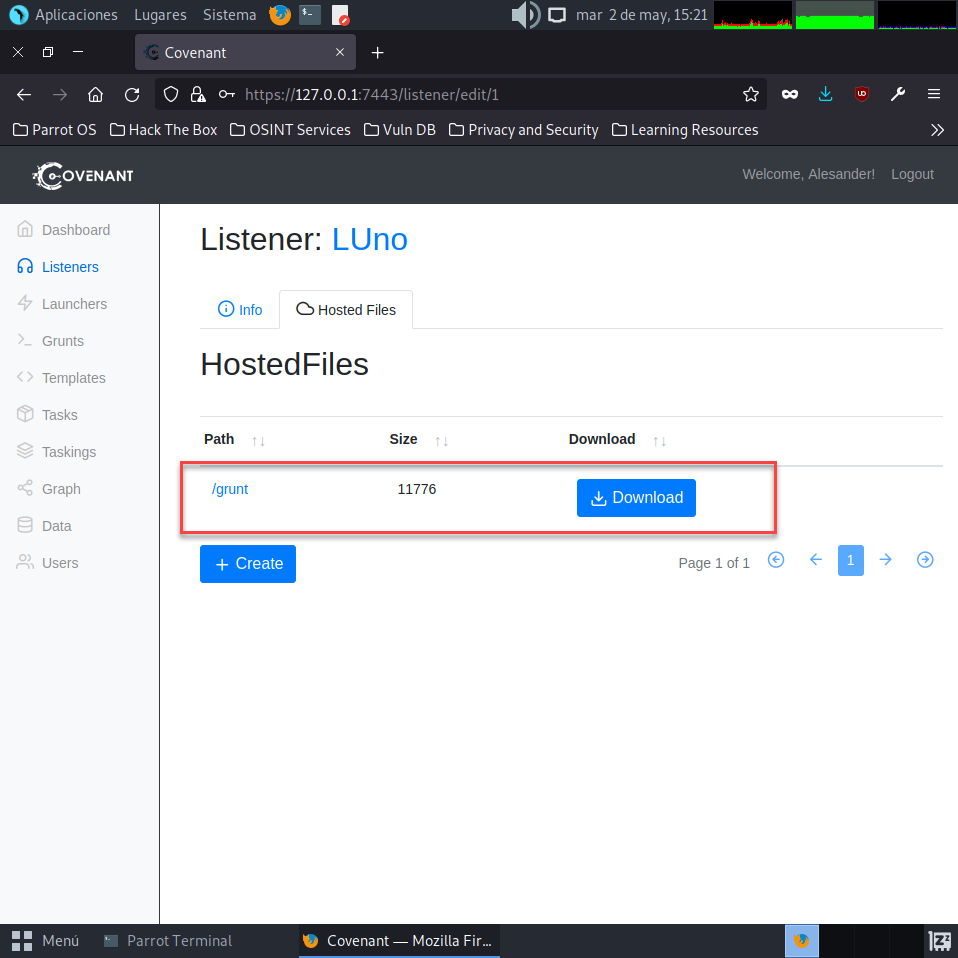 Aplicaciones Lugares Sistema mar 2 de may, 15:21
Covenant
https://127.0.0.1:7443/listener/edit/1
Parrot OS Hack The Box OSINT Services Vuln DB Privacy and Security Learning Resources
COVENANT Welcome, Alesander! Logout
Dashboard
Listeners
Launchers
Grunts
Templates
Tasks
Taskings
Graph
Data
Users
Listener: LUno
Info Hosted Files
HostedFiles
Path ↑↓ Size ↑↓ Download ↑↓
/grunt 11776 Download
+ Create Page 1 of 1 1
Menú Parrot Terminal Covenant — Mozilla Fir...